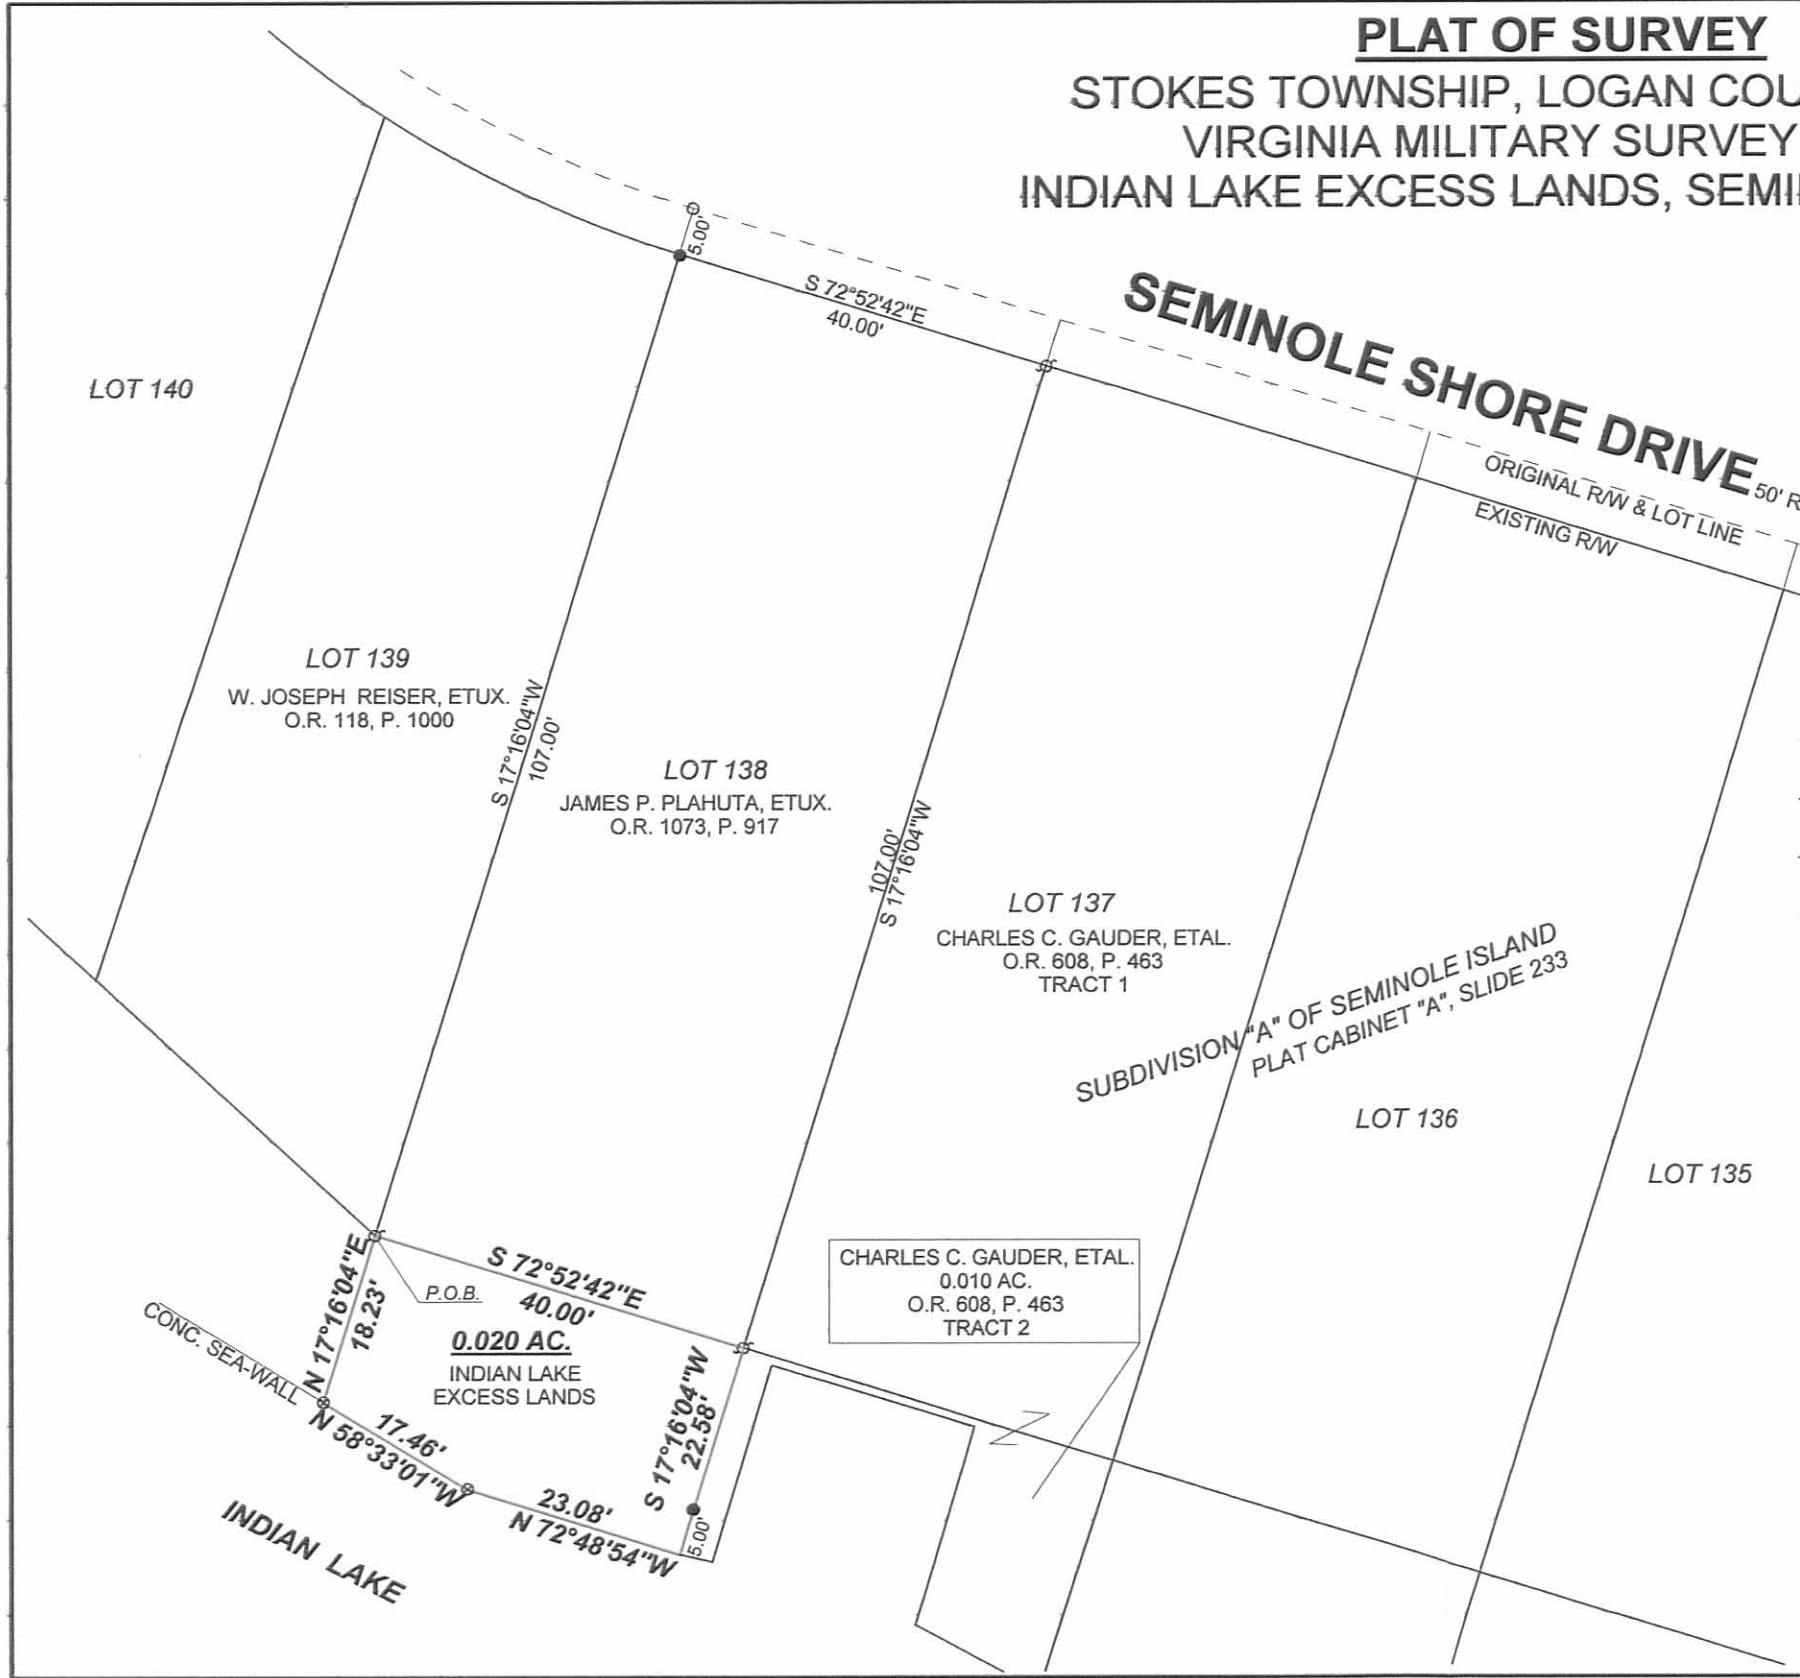 PLAT OF SURVEY
STOKES TOWNSHIP, LOGAN COU
VIRGINIA MILITARY SURVEY
INDIAN LAKE EXCESS LANDS, SEMI
5.00'
S 72°52'42"E
40.00'
SEMINOLE SHORE DRIVE 50' R
ORIGINAL R/W & LOT LINE
EXISTING R/W
LOT 140
LOT 139
W. JOSEPH REISER, ETUX.
O.R. 118, P. 1000
S 17°16'04"W
107.00'
LOT 138
JAMES P. PLAHUTA, ETUX.
O.R. 1073, P. 917
107.00'
S 17°16'04"W
LOT 137
CHARLES C. GAUDER, ETAL.
O.R. 608, P. 463
TRACT 1
SUBDIVISION "A" OF SEMINOLE ISLAND
PLAT CABINET "A", SLIDE 233
LOT 136
LOT 135
N 17°16'04"E
18.23'
P.O.B.
S 72°52'42"E
40.00'
0.020 AC.
INDIAN LAKE
EXCESS LANDS
CHARLES C. GAUDER, ETAL.
0.010 AC.
O.R. 608, P. 463
TRACT 2
CONC. SEA-WALL
17.46'
N 58°33'01"W
S 17°16'04"W
22.58'
23.08'
N 72°48'54"W
5.00'
INDIAN LAKE